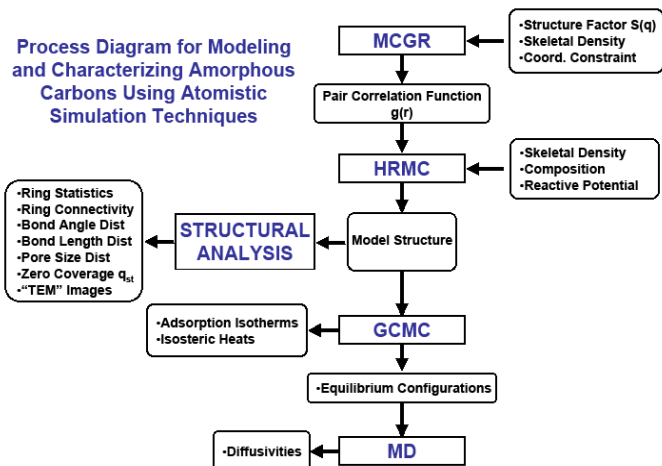 Process Diagram for Modeling
and Characterizing Amorphous
Carbons Using Atomistic
Simulation Techniques
MCGR
•Structure Factor S(q)
•Skeletal Density
•Coord. Constraint
Pair Correlation Function
g(r)
HRMC
•Skeletal Density
•Composition
•Reactive Potential
•Ring Statistics
•Ring Connectivity
•Bond Angle Dist
•Bond Length Dist
•Pore Size Dist
•Zero Coverage qst
•“TEM” Images
STRUCTURAL
ANALYSIS
Model Structure
•Adsorption Isotherms
•Isosteric Heats
GCMC
•Equilibrium Configurations
•Diffusivities
MD